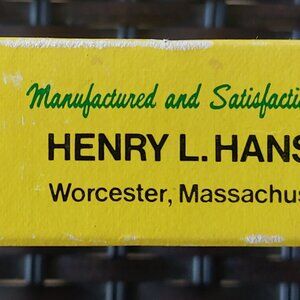 Manufactured and Satisfacti
HENRY L. HANS
Worcester, Massachus